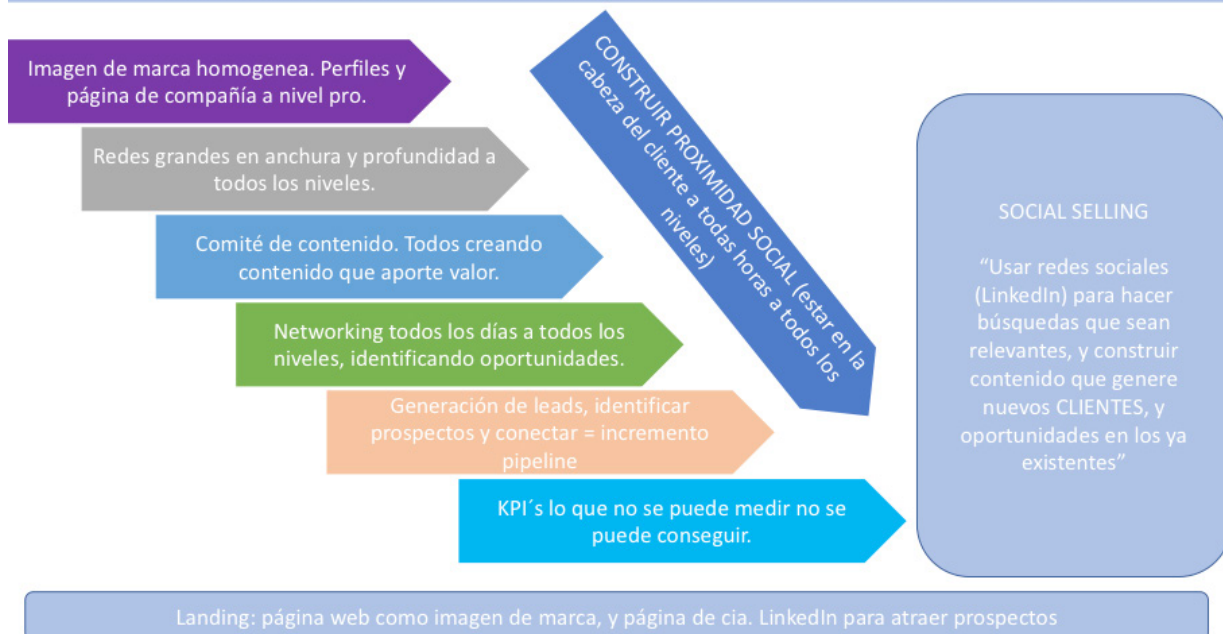 Imagen de marca homogenea. Perfiles y
página de compañía a nivel pro.
Redes grandes en anchura y profundidad a
todos los niveles.
Comité de contenido. Todos creando
contenido que aporte valor.
Networking todos los días a todos los
niveles, identificando oportunidades.
Generación de leads, identificar
prospectos y conectar = incremento
pipeline
KPI´s lo que no se puede medir no se
puede conseguir.
CONSTRUIR PROXIMIDAD SOCIAL (estar en la
cabeza del cliente a todas horas a todos los
niveles)
SOCIAL SELLING
“Usar redes sociales
(LinkedIn) para hacer
búsquedas que sean
relevantes, y construir
contenido que genere
nuevos CLIENTES, y
oportunidades en los ya
existentes”
Landing: página web como imagen de marca, y página de cia. LinkedIn para atraer prospectos